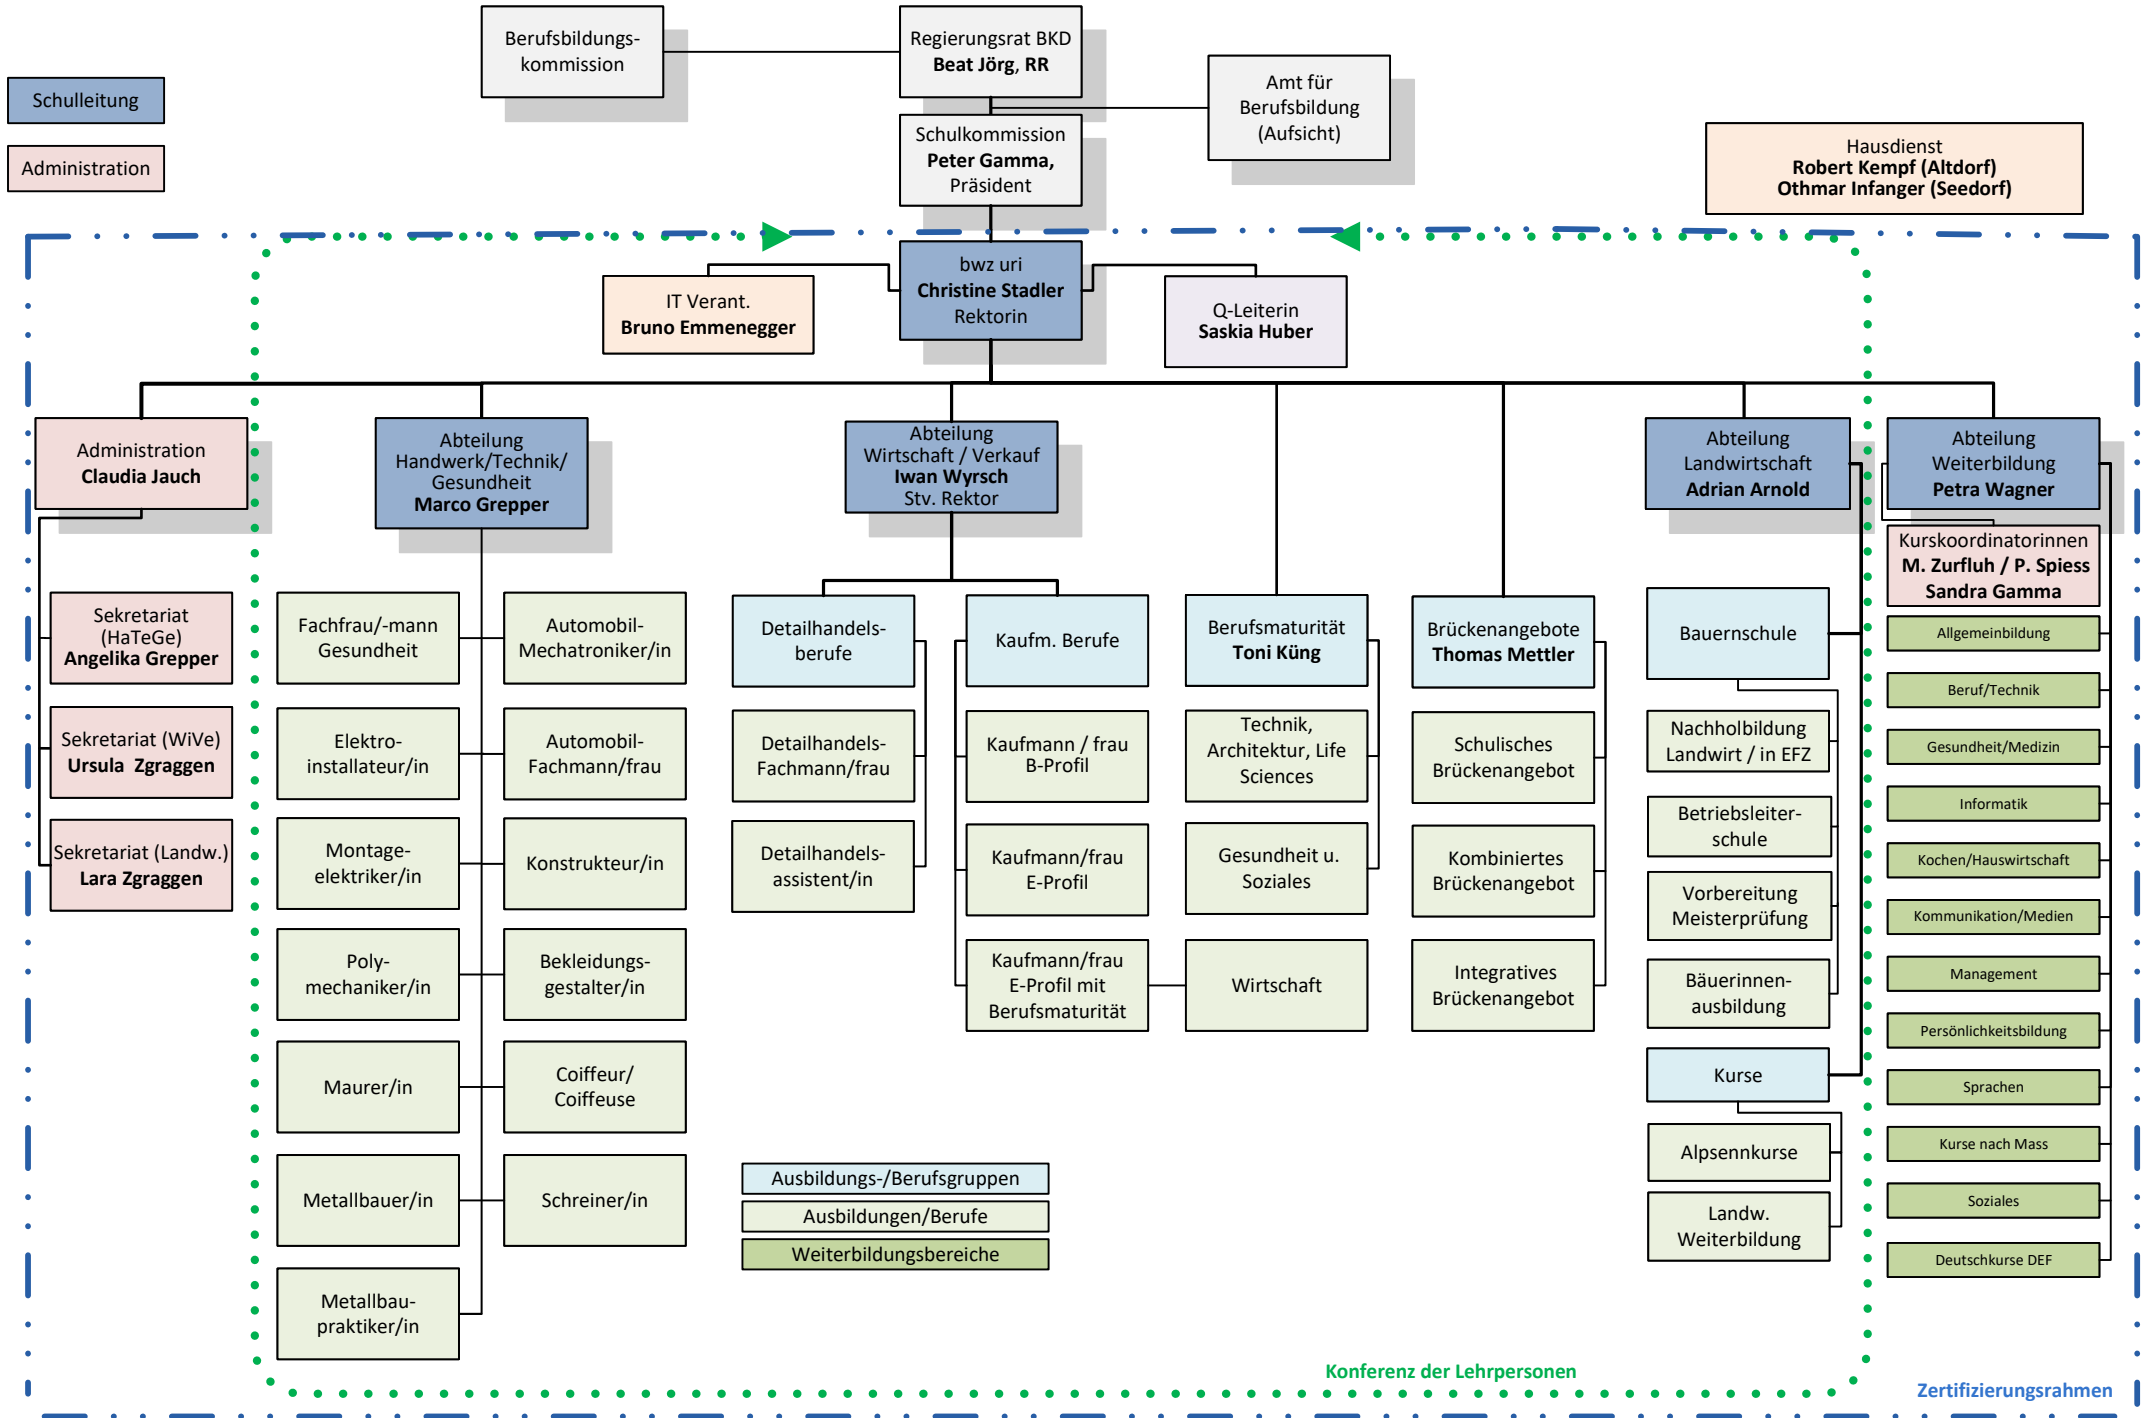 Berufsbildungs-
kommission
Regierungsrat BKD
Beat Jörg, RR
Amt für
Berufsbildung
(Aufsicht)
Schulleitung
Administration
Schulkommission
Peter Gamma,
Präsident
Hausdienst
Robert Kempf (Altdorf)
Othmar Infanger (Seedorf)
bwz uri
Christine Stadler
Rektorin
IT Verant.
Bruno Emmenegger
Q-Leiterin
Saskia Huber
Administration
Claudia Jauch
Abteilung
Handwerk/Technik/
Gesundheit
Marco Grepper
Abteilung
Wirtschaft / Verkauf
Iwan Wyrsch
Stv. Rektor
Abteilung
Landwirtschaft
Adrian Arnold
Abteilung
Weiterbildung
Petra Wagner
Kurskoordinatorinnen
M. Zurfluh / P. Spiess
Sandra Gamma
Sekretariat
(HaTeGe)
Angelika Grepper
Sekretariat (WiVe)
Ursula Zgraggen
Sekretariat (Landw.)
Lara Zgraggen
Fachfrau/-mann
Gesundheit
Automobil-
Mechatroniker/in
Elektro-
installateur/in
Automobil-
Fachmann/frau
Montage-
elektriker/in
Konstrukteur/in
Poly-
mechaniker/in
Bekleidungs-
gestalter/in
Maurer/in
Coiffeur/
Coiffeuse
Metallbauer/in
Schreiner/in
Metallbau-
praktiker/in
Detailhandels-
berufe
Detailhandels-
Fachmann/frau
Detailhandels-
assistent/in
Kaufm. Berufe
Kaufmann / frau
B-Profil
Kaufmann/frau
E-Profil
Kaufmann/frau
E-Profil mit
Berufsmaturität
Berufsmaturität
Toni Küng
Technik,
Architektur, Life
Sciences
Gesundheit u.
Soziales
Wirtschaft
Brückenangebote
Thomas Mettler
Schulisches
Brückenangebot
Kombiniertes
Brückenangebot
Integratives
Brückenangebot
Bauernschule
Nachholbildung
Landwirt / in EFZ
Betriebsleiter-
schule
Vorbereitung
Meisterprüfung
Bäuerinnen-
ausbildung
Kurse
Alpsennkurse
Landw.
Weiterbildung
Allgemeinbildung
Beruf/Technik
Gesundheit/Medizin
Informatik
Kochen/Hauswirtschaft
Kommunikation/Medien
Management
Persönlichkeitsbildung
Sprachen
Kurse nach Mass
Soziales
Deutschkurse DEF
Ausbildungs-/Berufsgruppen
Ausbildungen/Berufe
Weiterbildungsbereiche
Konferenz der Lehrpersonen
Zertifizierungsrahmen